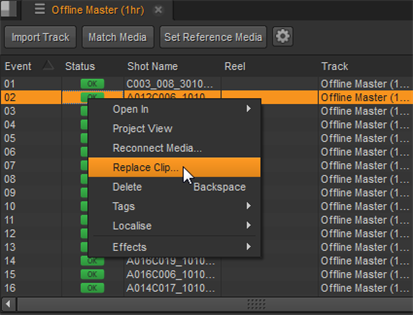 Offline Master (1hr)
Import Track Match Media Set Reference Media
Event Status Shot Name Reel Track
01 OK C003_008_3010... Offline Master (1...
02 OK A012C006_1010... Offline Master (1...
03 Offline Master (1...
04 Offline Master (1...
05 Offline Master (1...
06 Offline Master (1...
07 Offline Master (1...
08 Offline Master (1...
09 Offline Master (1...
10 Offline Master (1...
11 Offline Master (1...
12 Offline Master (1...
13 Offline Master (1...
14 OK A016C019_1010... Offline Master (1...
15 OK A016C006_1010... Offline Master (1...
16 OK A014C017_1010... Offline Master (1...
Open In
Project View
Reconnect Media...
Replace Clip...
Delete Backspace
Tags
Localise
Effects